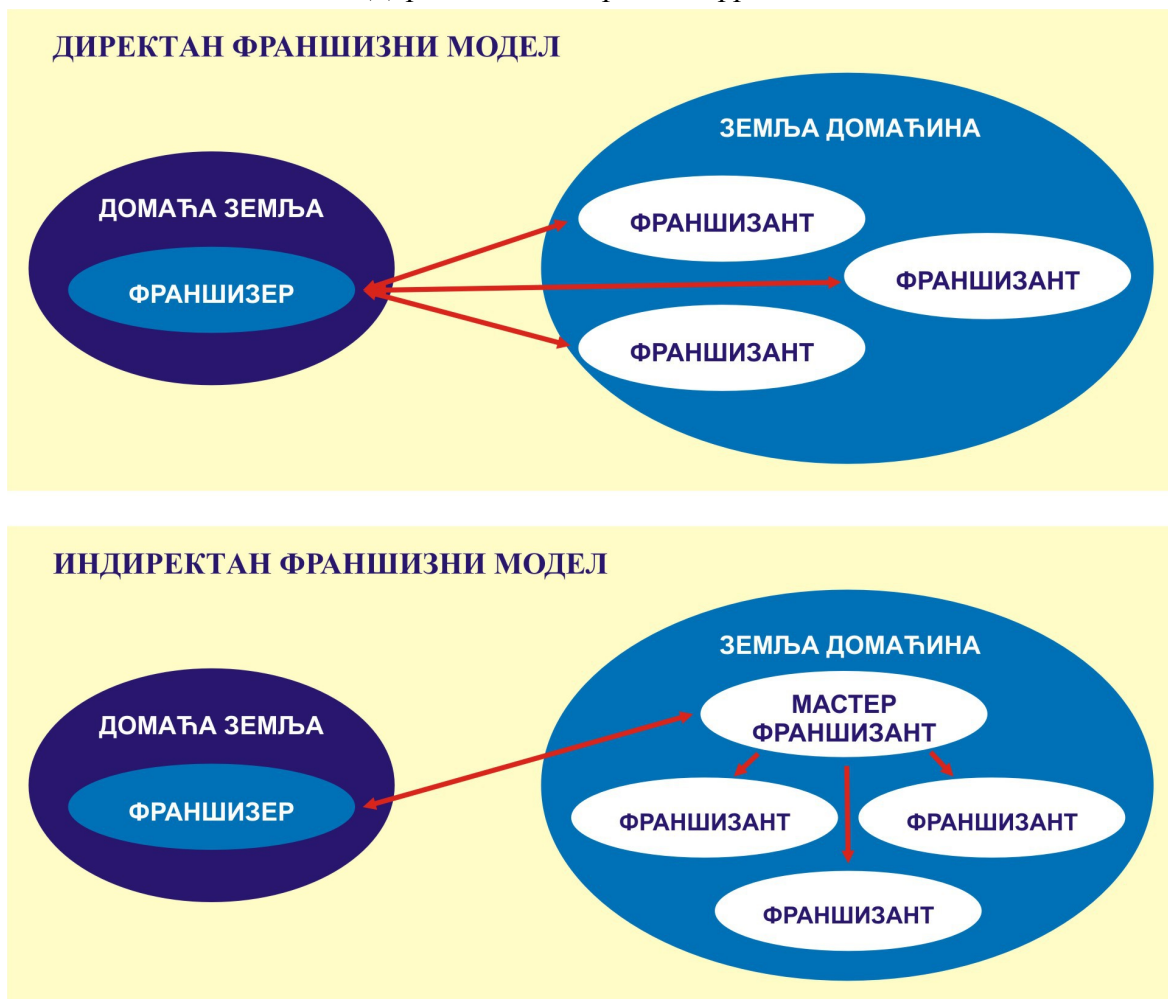 ДИРЕКТАН ФРАНШИЗНИ МОДЕЛ
ЗЕМЉА ДОМАЋИНА
ДОМАЋА ЗЕМЉА
ФРАНШИЗЕР
ФРАНШИЗАНТ
ФРАНШИЗАНТ
ФРАНШИЗАНТ
ИНДИРЕКТАН ФРАНШИЗНИ МОДЕЛ
ЗЕМЉА ДОМАЋИНА
ДОМАЋА ЗЕМЉА
ФРАНШИЗЕР
МАСТЕР
ФРАНШИЗАНТ
ФРАНШИЗАНТ
ФРАНШИЗАНТ
ФРАНШИЗАНТ